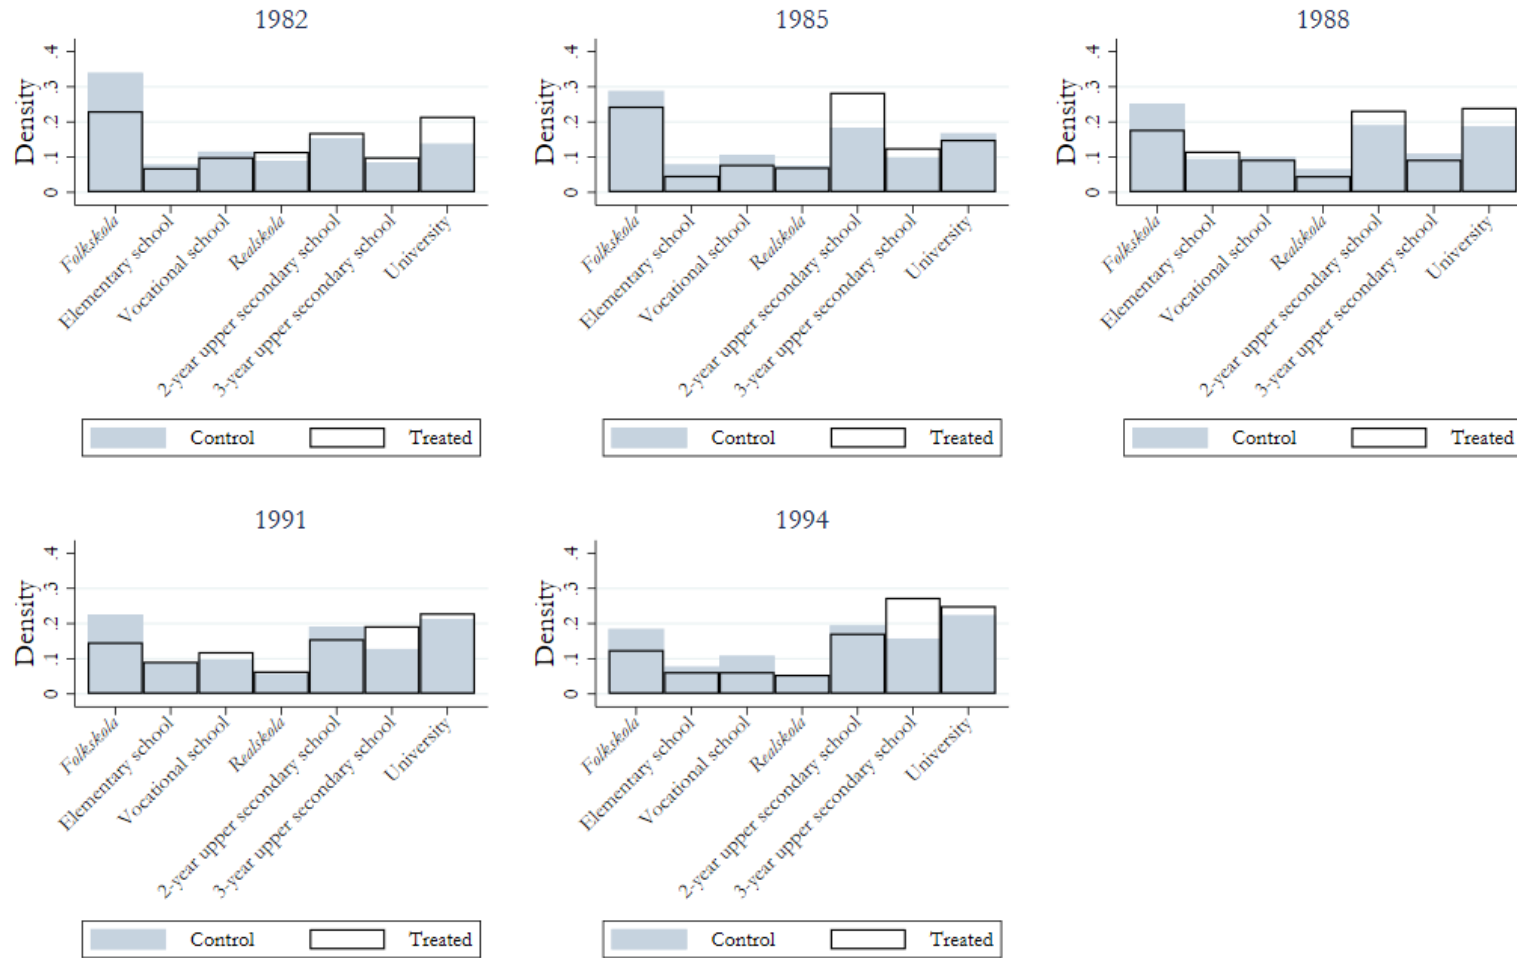 1982
Density
.4
.3
.2
.1
0
Folkskola
Elementary school
Vocational school
Realskola
2-year upper secondary school
3-year upper secondary school
University
Control
Treated
1985
Density
.4
.3
.2
.1
0
Folkskola
Elementary school
Vocational school
Realskola
2-year upper secondary school
3-year upper secondary school
University
Control
Treated
1988
Density
.4
.3
.2
.1
0
Folkskola
Elementary school
Vocational school
Realskola
2-year upper secondary school
3-year upper secondary school
University
Control
Treated
1991
Density
.4
.3
.2
.1
0
Folkskola
Elementary school
Vocational school
Realskola
2-year upper secondary school
3-year upper secondary school
University
Control
Treated
1994
Density
.4
.3
.2
.1
0
Folkskola
Elementary school
Vocational school
Realskola
2-year upper secondary school
3-year upper secondary school
University
Control
Treated